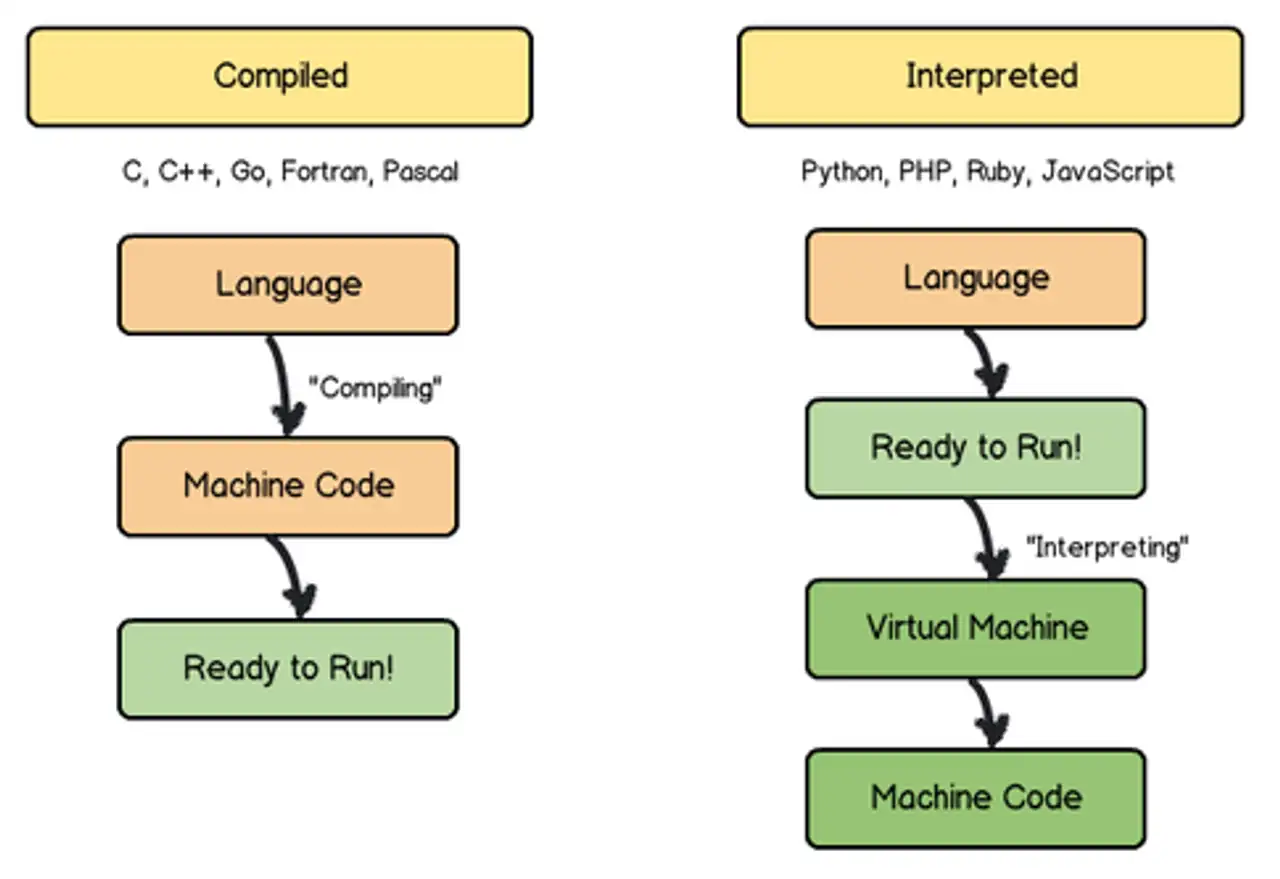 Compiled
C, C++, Go, Fortran, Pascal
Language
"Compiling"
Machine Code
Ready to Run!
Interpreted
Python, PHP, Ruby, JavaScript
Language
Ready to Run!
"Interpreting"
Virtual Machine
Machine Code